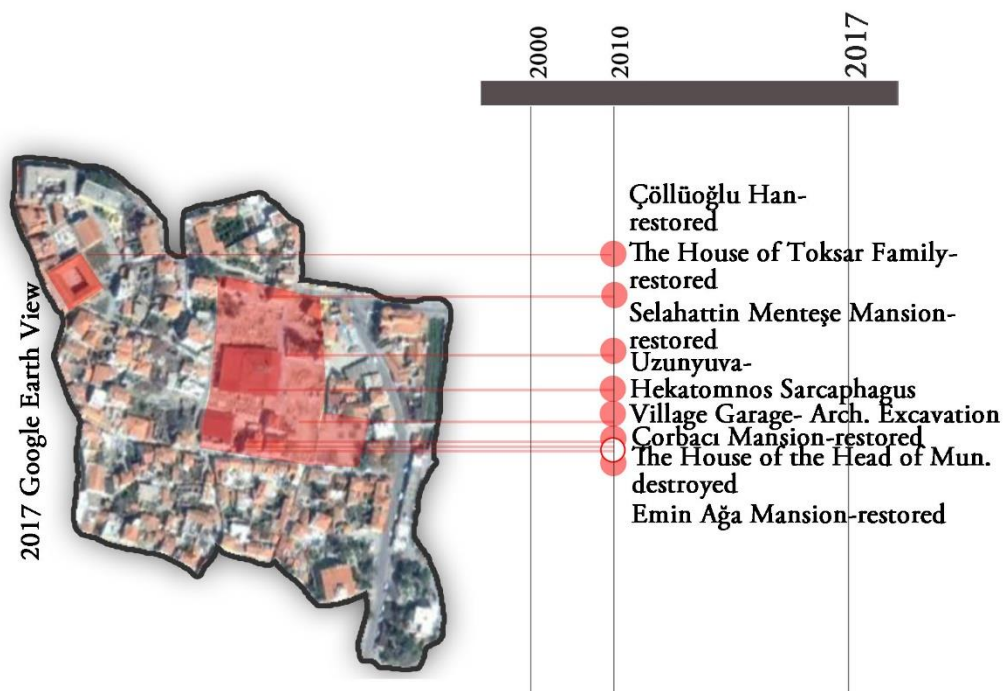 2000
2010
2017
2017 Google Earth View
Çöllüoğlu Han-
restored
The House of Toksar Family-
restored
Selahattin Menteşe Mansion-
restored
Uzunyuva-
Hekatomnos Sarcaphagus
Village Garage- Arch. Excavation
Çorbacı Mansion-restored
The House of the Head of Mun.
destroyed
Emin Ağa Mansion-restored